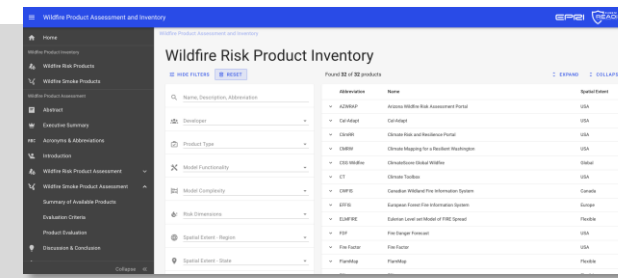 Wildfire Product Assessment and Inventory
EPRI
READi
Home
Wildfire Product Inventory
Wildfire Risk Products
Wildfire Smoke Products
Wildfire Product Assessment
Abstract
Executive Summary
Acronyms & Abbreviations
Introduction
Wildfire Risk Product Assessment
Wildfire Smoke Product Assessment
Summary of Available Products
Evaluation Criteria
Product Evaluation
Discussion & Conclusion
Collapse
Wildfire Product Assessment and Inventory
Wildfire Risk Product Inventory
HIDE FILTERS RESET
Name, Description, Abbreviation
Developer
Product Type
Model Functionality
Model Complexity
Risk Dimensions
Spatial Extent - Region
Spatial Extent - State
Found 32 of 32 products
EXPAND COLLAPS
Abbreviation Name Spatial Extent
AZWRAP Arizona Wildfire Risk Assessment Portal USA
Cal-Adapt Cal-Adapt USA
ClimRR Climate Risk and Resilience Portal USA
CMRW Climate Mapping for a Resilient Washington USA
CSG Wildfire ClimateScore Global Wildfire Global
CT Climate Toolbox USA
CWFIS Canadian Wildland Fire Information System Canada
EFFIS European Forest Fire Information System Europe
ELMFIRE Eulerian Level set Model of FIRE Spread Flexible
FDF Fire Danger Forecast USA
Fire Factor Fire Factor USA
FlamMap FlamMap Flexible